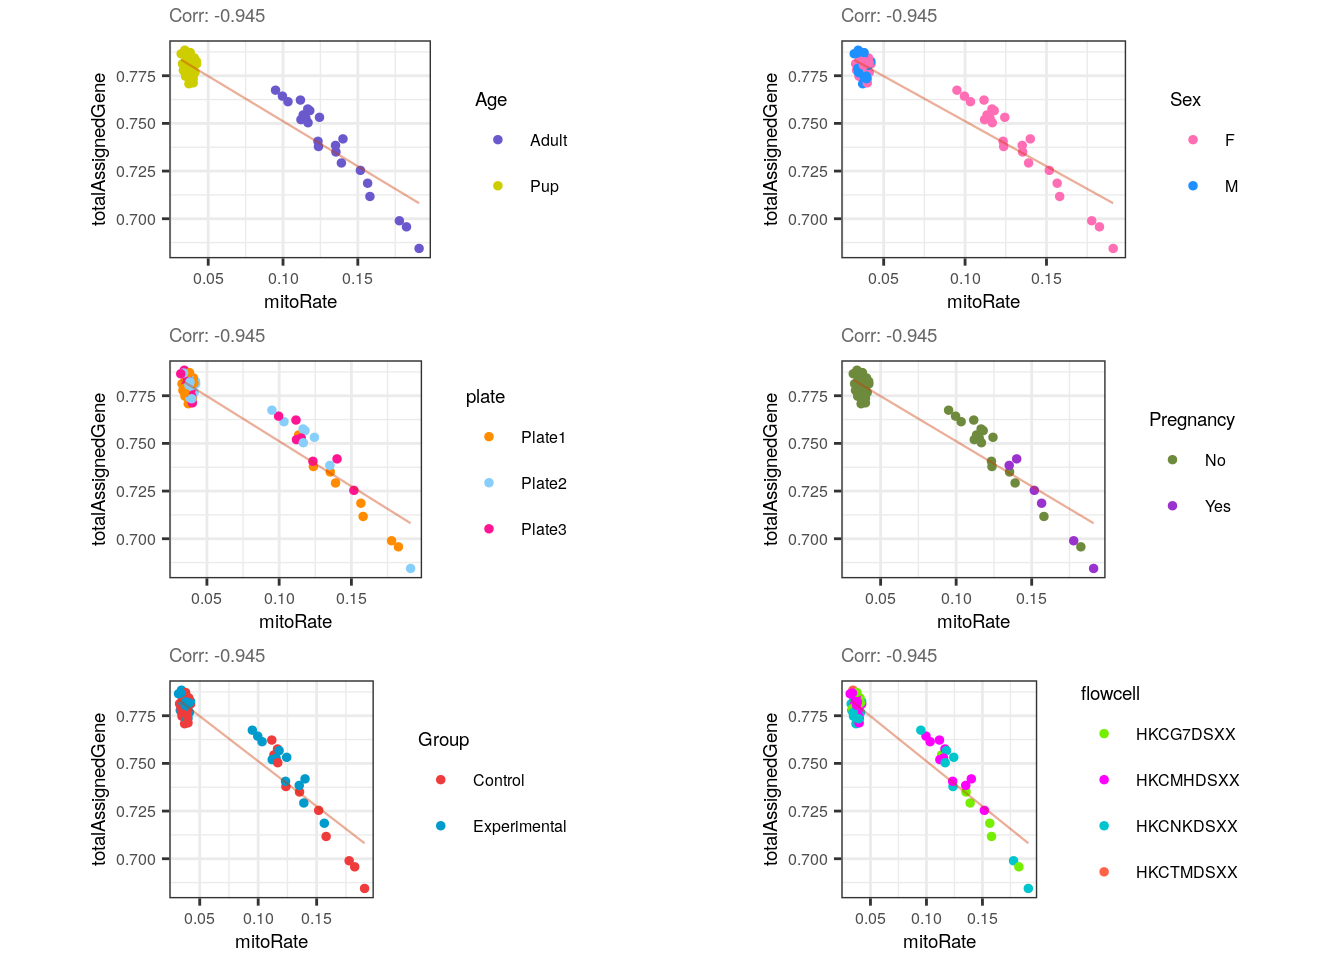 Corr: -0.945
totalAssignedGene
0.775
0.750
0.725
0.700
0.05
0.10
0.15
mitoRate
Age
Adult
Pup
Corr: -0.945
totalAssignedGene
0.775
0.750
0.725
0.700
0.05
0.10
0.15
mitoRate
Sex
F
M
Corr: -0.945
totalAssignedGene
0.775
0.750
0.725
0.700
0.05
0.10
0.15
mitoRate
plate
Plate1
Plate2
Plate3
Corr: -0.945
totalAssignedGene
0.775
0.750
0.725
0.700
0.05
0.10
0.15
mitoRate
Pregnancy
No
Yes
Corr: -0.945
totalAssignedGene
0.775
0.750
0.725
0.700
0.05
0.10
0.15
mitoRate
Group
Control
Experimental
Corr: -0.945
totalAssignedGene
0.775
0.750
0.725
0.700
0.05
0.10
0.15
mitoRate
flowcell
HKCG7DSXX
HKCMHDSXX
HKCNKDSXX
HKCTMDSXX